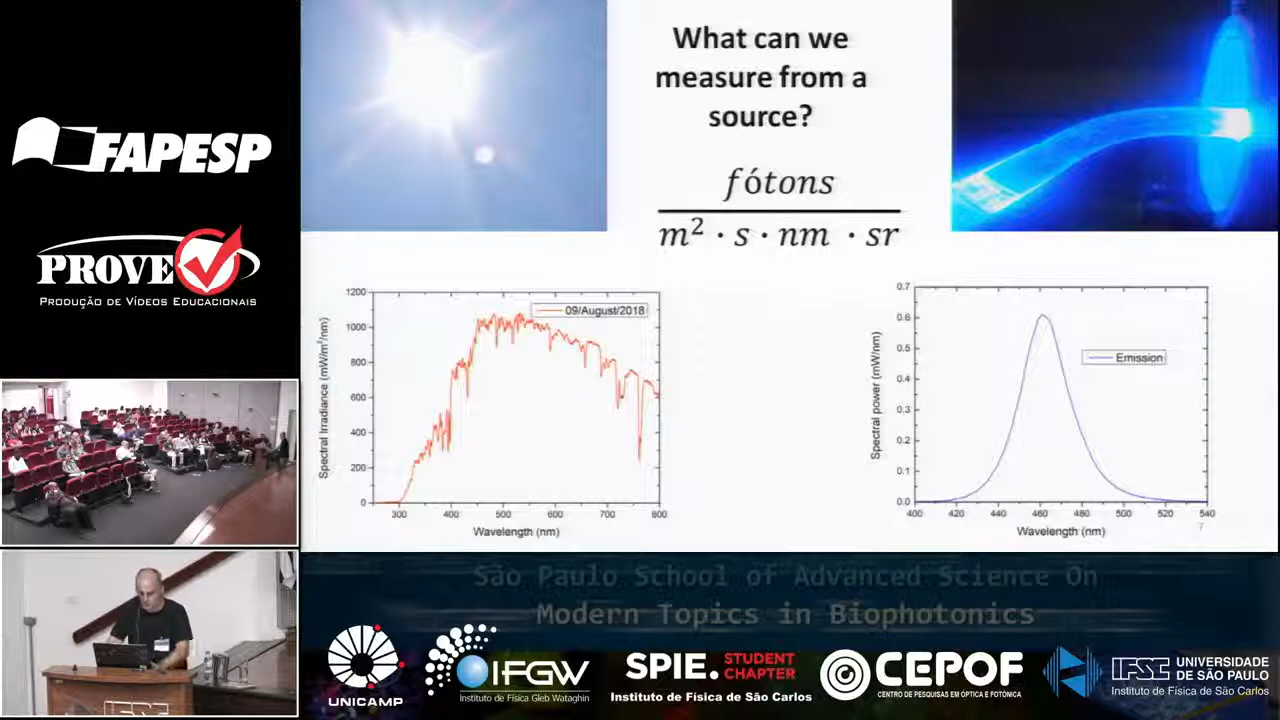 FAPESP
PROVE
PRODUÇÃO DE VÍDEOS EDUCACIONAIS
What can we
measure from a
source?
fótons
m² · s · nm · sr
1200
1000
800
600
400
200
0
300
400
500
600
700
800
Spectral Irradiance (mW/m²/nm)
Wavelength (nm)
09/August/2018
0.7
0.6
0.5
0.4
0.3
0.2
0.1
0.0
400
420
440
460
480
500
520
540
Spectral power (mW/nm)
Wavelength (nm)
Emission
7
São Paulo School of Advanced Science On
Modern Topics in Biophotonics
UNICAMP
IFGW
Instituto de Física Gleb Wataghin
SPIE. STUDENT
CHAPTER
Instituto de Física de São Carlos
CEPOF
CENTRO DE PESQUISAS EM ÓPTICA E FOTÔNICA
IFSC
UNIVERSIDADE
DE SÃO PAULO
Instituto de Física de São Carlos
IFSC